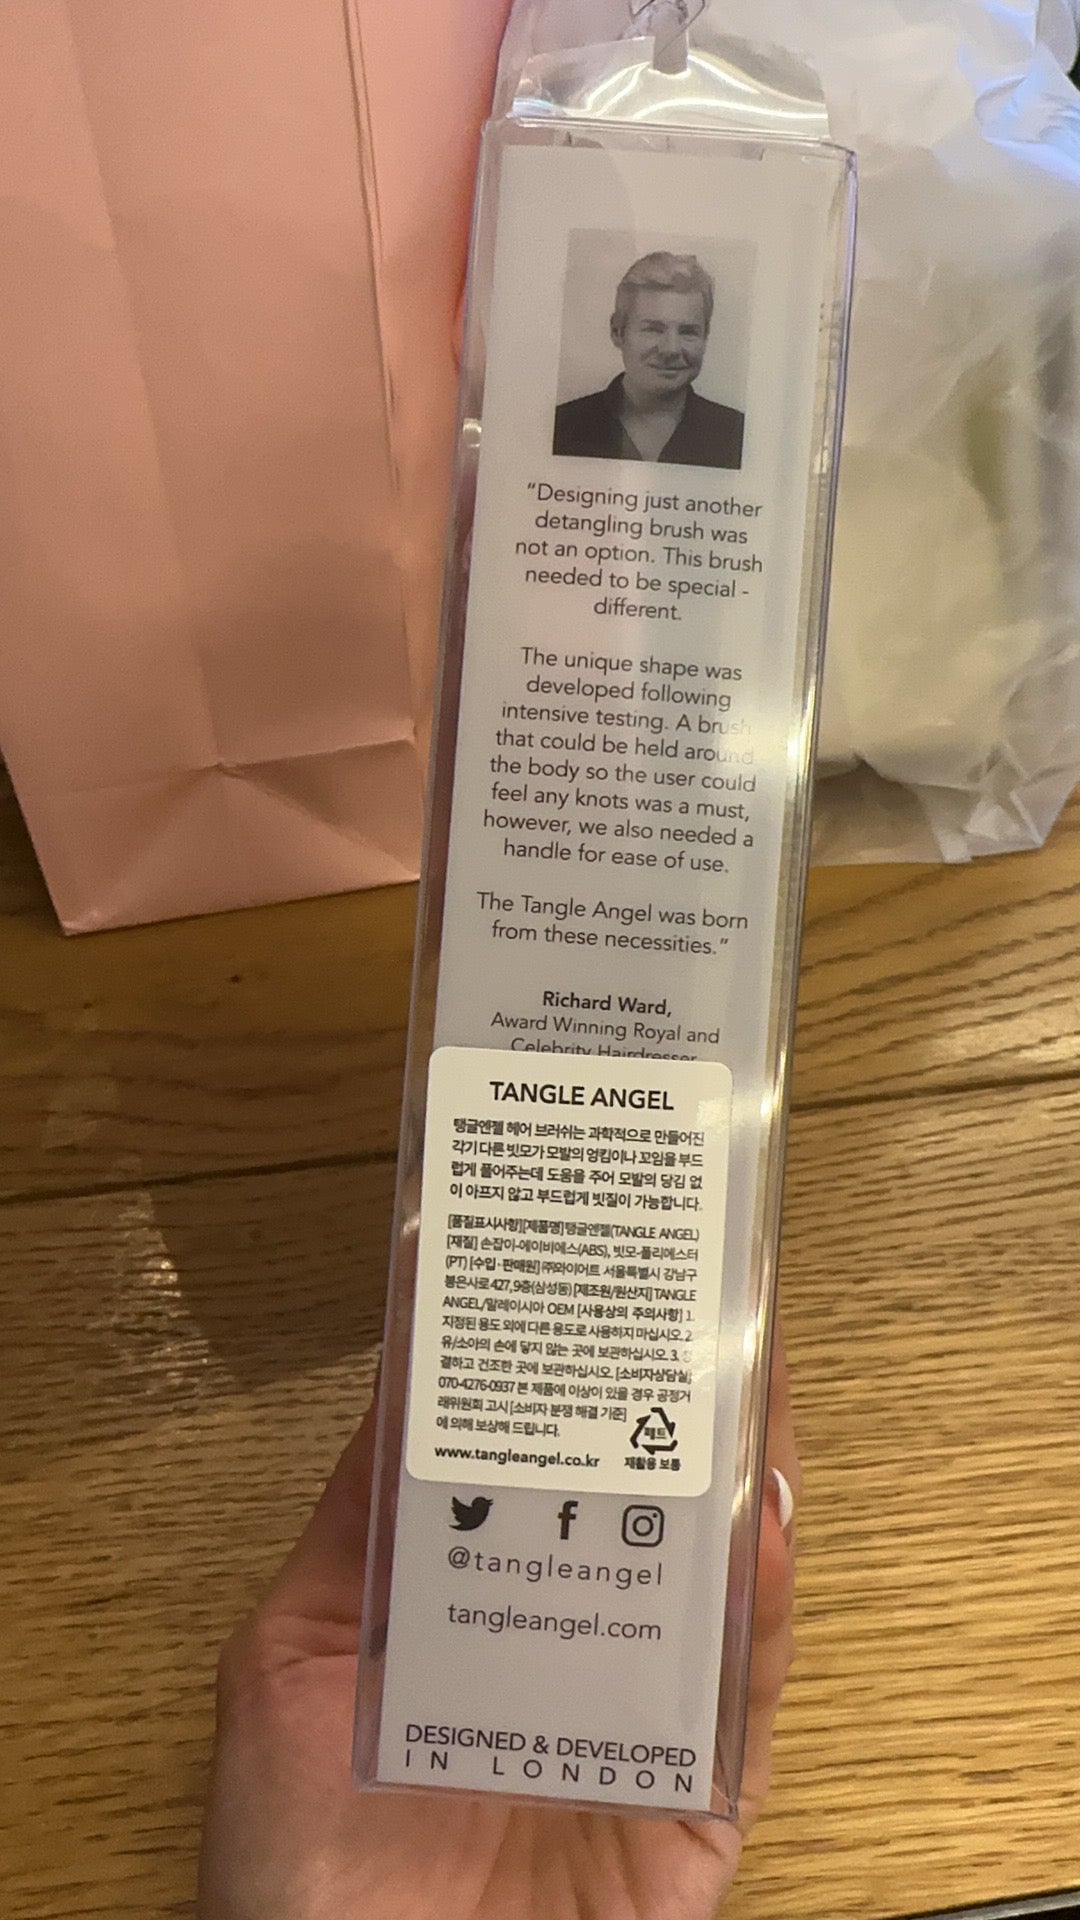 “Designing just another
detangling brush was
not an option. This brush
needed to be special -
different.
The unique shape was
developed following
intensive testing. A brush
that could be held around
the body so the user could
feel any knots was a must,
however, we also needed a
handle for ease of use.
The Tangle Angel was born
from these necessities.”
Richard Ward,
Award Winning Royal and
Celebrity Hairdresser
TANGLE ANGEL
탱글엔젤 헤어 브러쉬는 과학적으로 만들어진
각기 다른 빗모가 모발의 엉킴이나 꼬임을 부드
럽게 풀어주는데 도움을 주어 모발의 당김 없
이 아프지 않고 부드럽게 빗질이 가능합니다.
[품질표시사항][제품명]탱글엔젤(TANGLE ANGEL)
[재질] 손잡이-에이비에스(ABS), 빗모-폴리에스터
(PT) [수입·판매원]㈜와이어트 서울특별시 강남구
봉은사로 427, 9층(삼성동) [제조원/원산지] TANGLE
ANGEL/말레이시아 OEM [사용상의 주의사항] 1.
지정된 용도 외에 다른 용도로 사용하지 마십시오. 2.
유/소아의 손에 닿지 않는 곳에 보관하십시오. 3.
결하고 건조한 곳에 보관하십시오. [소비자상담실]
070-4276-0937 본 제품에 이상이 있을 경우 공정거
래위원회 고시 [소비자 분쟁 해결 기준]
에 의해 보상해 드립니다.
페트
www.tangleangel.co.kr 재활용 보통
@tangleangel
tangleangel.com
DESIGNED & DEVELOPED
IN LONDON